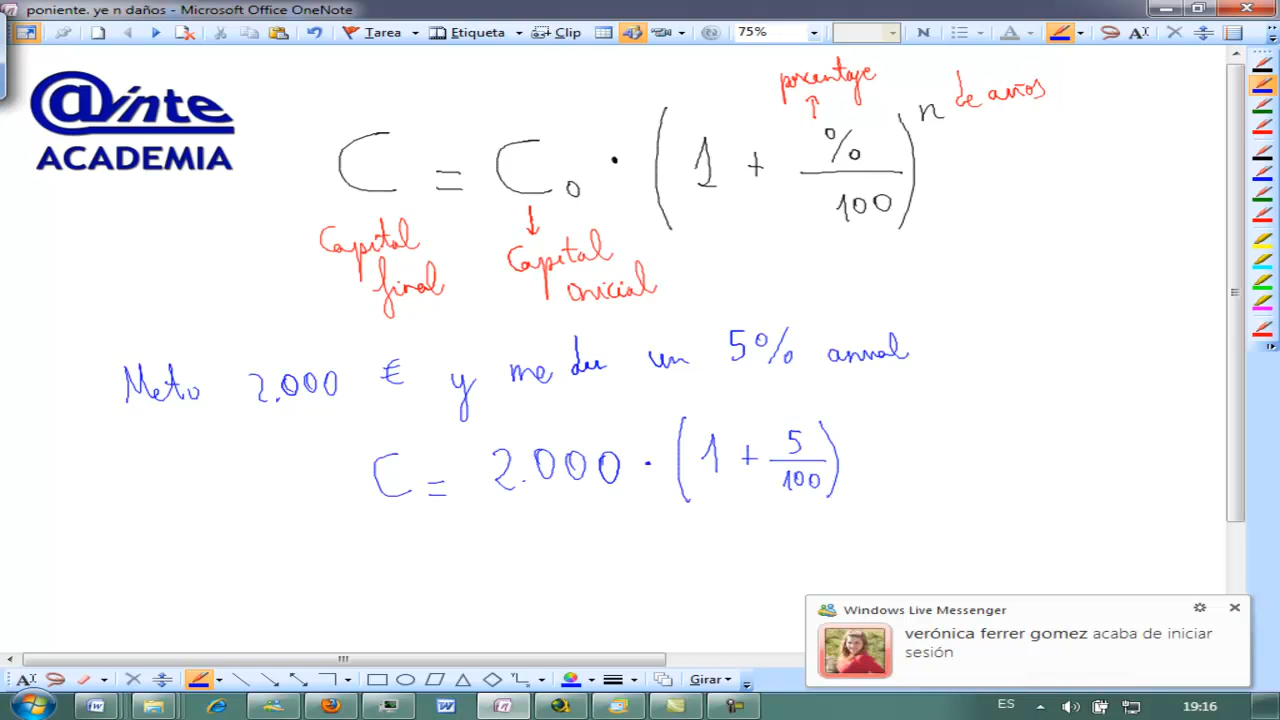 poniente. ye n daños - Microsoft Office OneNote
Tarea Etiqueta Clip 75% N A
@inte
ACADEMIA
porcentaje
C = C₀ · (1 + %/100)ⁿ de años
Capital final
Capital inicial
Meto 2.000 € y me da un 5% anual
C = 2.000 · (1 + 5/100)
Windows Live Messenger
verónica ferrer gomez acaba de iniciar
sesión
Girar
ES 19:16